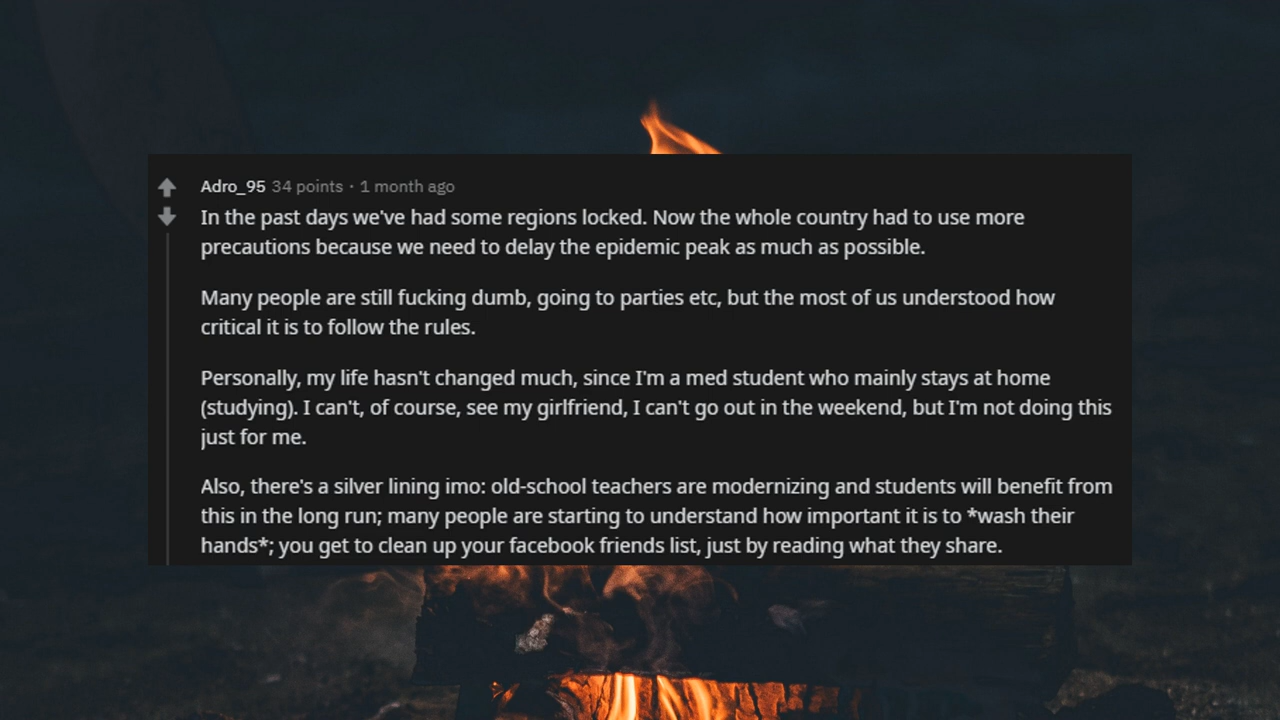 Adro_95 34 points · 1 month ago
In the past days we've had some regions locked. Now the whole country had to use more
precautions because we need to delay the epidemic peak as much as possible.
Many people are still fucking dumb, going to parties etc, but the most of us understood how
critical it is to follow the rules.
Personally, my life hasn't changed much, since I'm a med student who mainly stays at home
(studying). I can't, of course, see my girlfriend, I can't go out in the weekend, but I'm not doing this
just for me.
Also, there's a silver lining imo: old-school teachers are modernizing and students will benefit from
this in the long run; many people are starting to understand how important it is to *wash their
hands*; you get to clean up your facebook friends list, just by reading what they share.